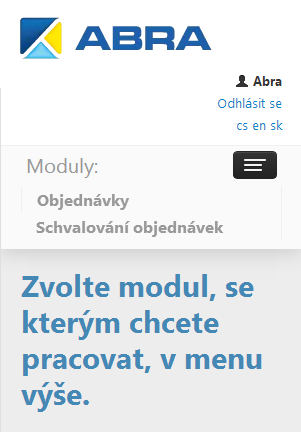 ABRA
Abra
Odhlásit se
cs en sk
Moduly:
Objednávky
Schvalování objednávek
Zvolte modul, se
kterým chcete
pracovat, v menu
výše.